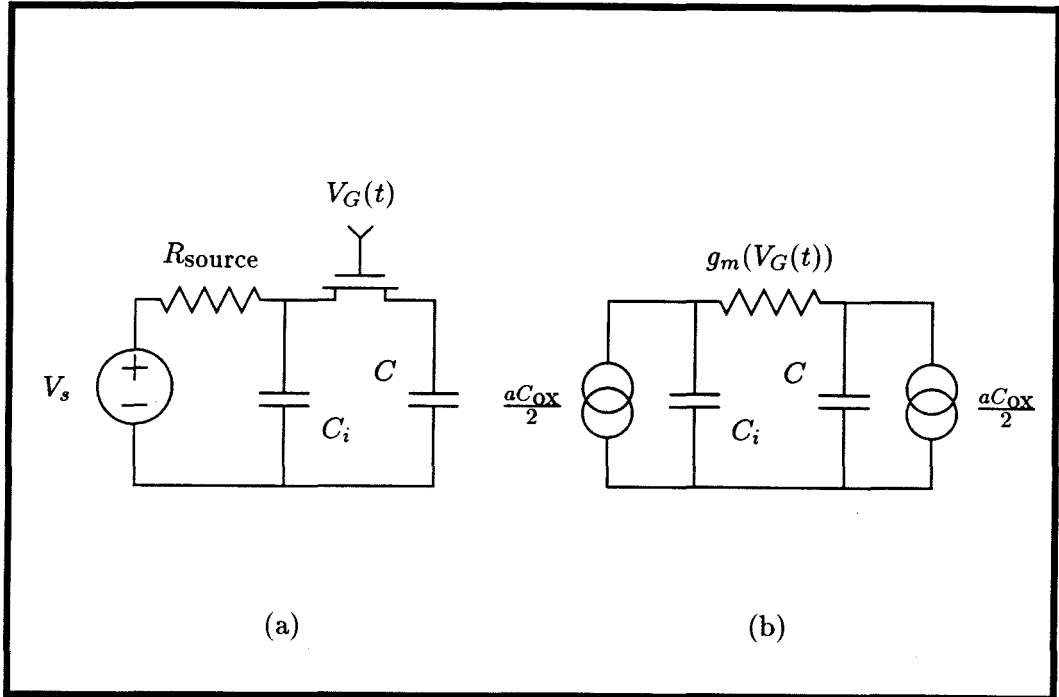 V_G(t)
R_source
V_s
+
−
C_i
C
(a)
g_m(V_G(t))
aC_ox/2
C_i
C
aC_ox/2
(b)